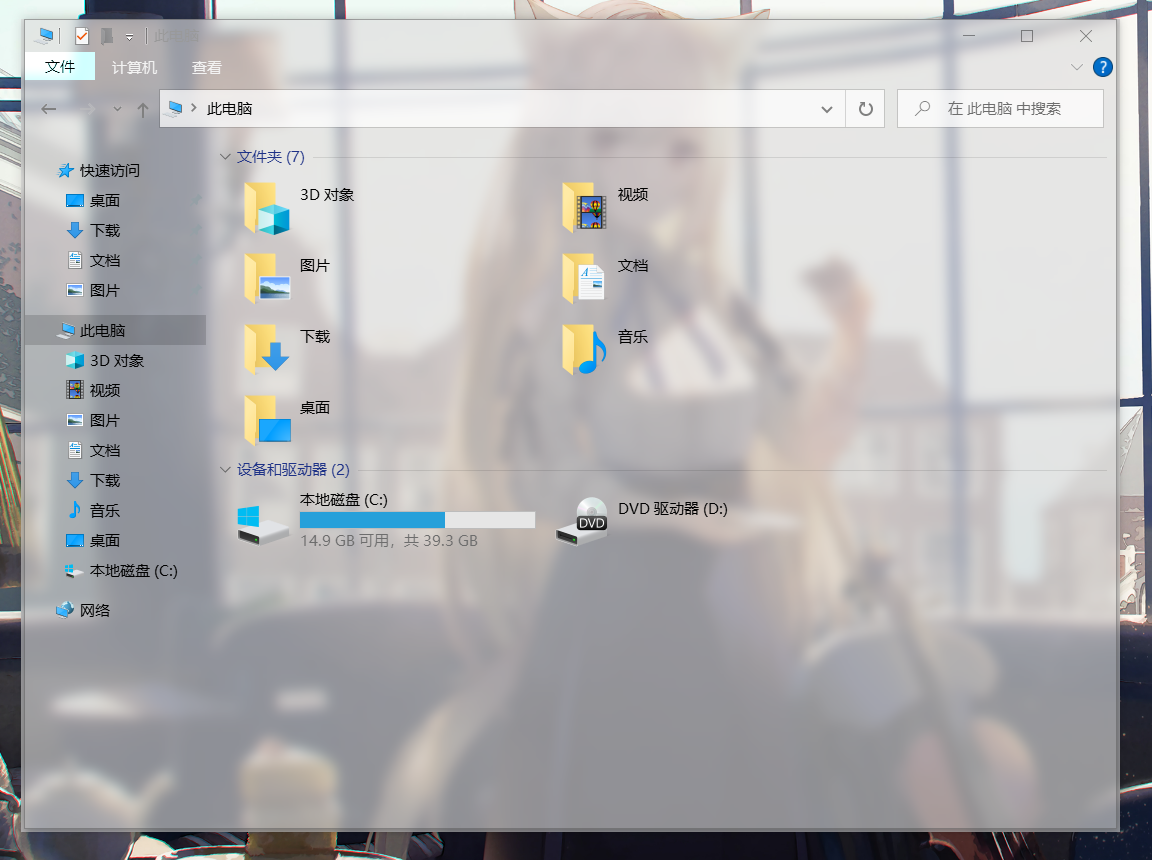 此电脑
文件 计算机 查看
此电脑
在 此电脑 中搜索
快速访问
桌面
下载
文档
图片
此电脑
3D 对象
视频
图片
文档
下载
音乐
桌面
本地磁盘 (C:)
网络
文件夹 (7)
3D 对象
视频
图片
文档
下载
音乐
桌面
设备和驱动器 (2)
本地磁盘 (C:)
14.9 GB 可用，共 39.3 GB
DVD 驱动器 (D:)
DVD